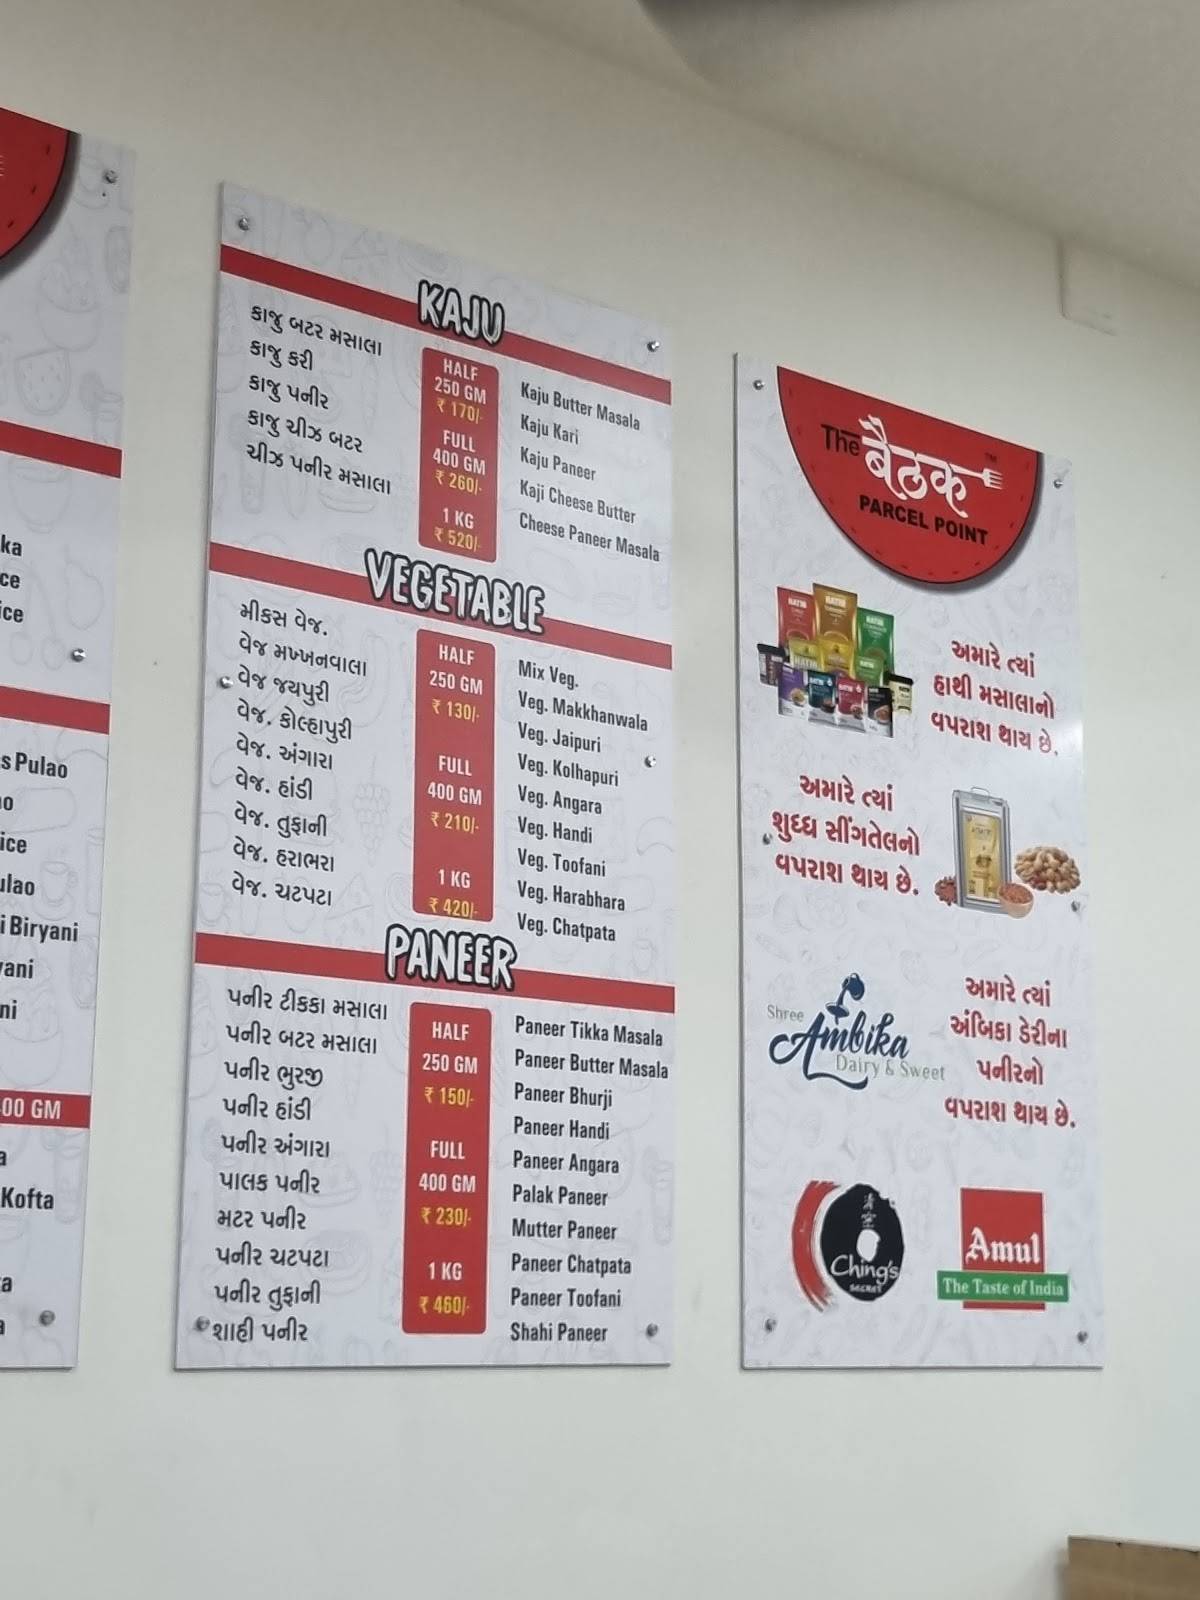 ka
ce
ice
s Pulao
ice
ulao
i Biryani
ani
ni
00 GM
a
Kofta
a
a
KAJU
કાજુ બટર મસાલા
કાજુ કરી
કાજુ પનીર
કાજુ ચીઝ બટર
ચીઝ પનીર મસાલા
HALF
250 GM
₹ 170/-
FULL
400 GM
₹ 260/-
1 KG
₹ 520/-
Kaju Butter Masala
Kaju Kari
Kaju Paneer
Kaji Cheese Butter
Cheese Paneer Masala
VEGETABLE
મીકસ વેજ.
વેજ મખ્ખનવાલા
વેજ જયપુરી
વેજ. કોલ્હાપુરી
વેજ. અંગારા
વેજ. હાંડી
વેજ. તુફાની
વેજ. હરાભરા
વેજ. ચટપટા
HALF
250 GM
₹ 130/-
FULL
400 GM
₹ 210/-
1 KG
₹ 420/-
Mix Veg.
Veg. Makkhanwala
Veg. Jaipuri
Veg. Kolhapuri
Veg. Angara
Veg. Handi
Veg. Toofani
Veg. Harabhara
Veg. Chatpata
PANEER
પનીર ટીકકા મસાલા
પનીર બટર મસાલા
પનીર ભુરજી
પનીર હાંડી
પનીર અંગારા
પાલક પનીર
મટર પનીર
પનીર ચટપટા
પનીર તુફાની
શાહી પનીર
HALF
250 GM
₹ 150/-
FULL
400 GM
₹ 230/-
1 KG
₹ 460/-
Paneer Tikka Masala
Paneer Butter Masala
Paneer Bhurji
Paneer Handi
Paneer Angara
Palak Paneer
Mutter Paneer
Paneer Chatpata
Paneer Toofani
Shahi Paneer
The बैठक TM
PARCEL POINT
HATHI
અમારે ત્યાં
હાથી મસાલાનો
વપરાશ થાય છે.
અમારે ત્યાં
શુધ્ધ સીંગતેલનો
વપરાશ થાય છે.
Shree
Ambika
Dairy & Sweet
અમારે ત્યાં
અંબિકા ડેરીના
પનીરનો
વપરાશ થાય છે.
Ching's
SECRET
Amul
The Taste of India